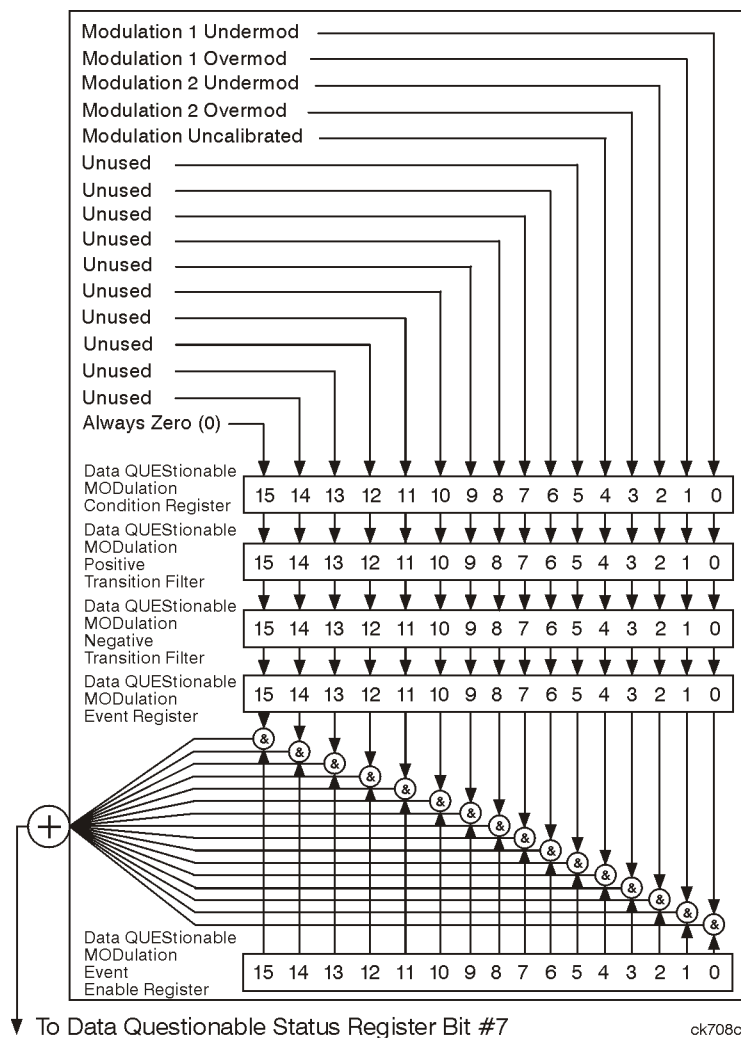 Modulation 1 Undermod
Modulation 1 Overmod
Modulation 2 Undermod
Modulation 2 Overmod
Modulation Uncalibrated
Unused
Unused
Unused
Unused
Unused
Unused
Unused
Unused
Unused
Unused
Always Zero (0)
Data QUEStionable
MODulation
Condition Register
15 14 13 12 11 10 9 8 7 6 5 4 3 2 1 0
Data QUEStionable
MODulation
Positive
Transition Filter
15 14 13 12 11 10 9 8 7 6 5 4 3 2 1 0
Data QUEStionable
MODulation
Negative
Transition Filter
15 14 13 12 11 10 9 8 7 6 5 4 3 2 1 0
Data QUEStionable
MODulation
Event Register
15 14 13 12 11 10 9 8 7 6 5 4 3 2 1 0
& & & & & & & & & & & & & & & &
+
Data QUEStionable
MODulation
Event
Enable Register
15 14 13 12 11 10 9 8 7 6 5 4 3 2 1 0
To Data Questionable Status Register Bit #7
ck708c